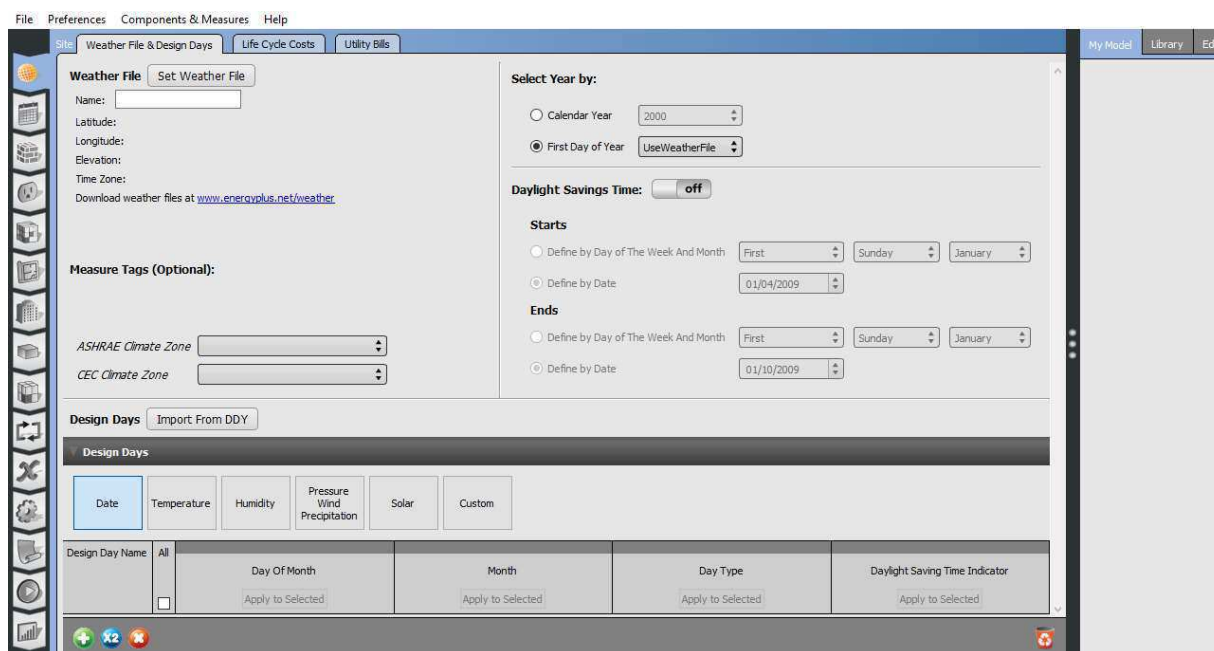 File Preferences Components & Measures Help
Site Weather File & Design Days Life Cycle Costs Utility Bills
My Model Library Ed
Weather File Set Weather File
Name:
Latitude:
Longitude:
Elevation:
Time Zone:
Download weather files at www.energyplus.net/weather
Measure Tags (Optional):
ASHRAE Climate Zone
CEC Climate Zone
Select Year by:
Calendar Year 2000
First Day of Year UseWeatherFile
Daylight Savings Time: off
Starts
Define by Day of The Week And Month First Sunday January
Define by Date 01/04/2009
Ends
Define by Day of The Week And Month First Sunday January
Define by Date 01/10/2009
Design Days Import From DDY
Design Days
Date Temperature Humidity Pressure Wind Precipitation Solar Custom
Design Day Name All Day Of Month Month Day Type Daylight Saving Time Indicator
Apply to Selected Apply to Selected Apply to Selected Apply to Selected
X2